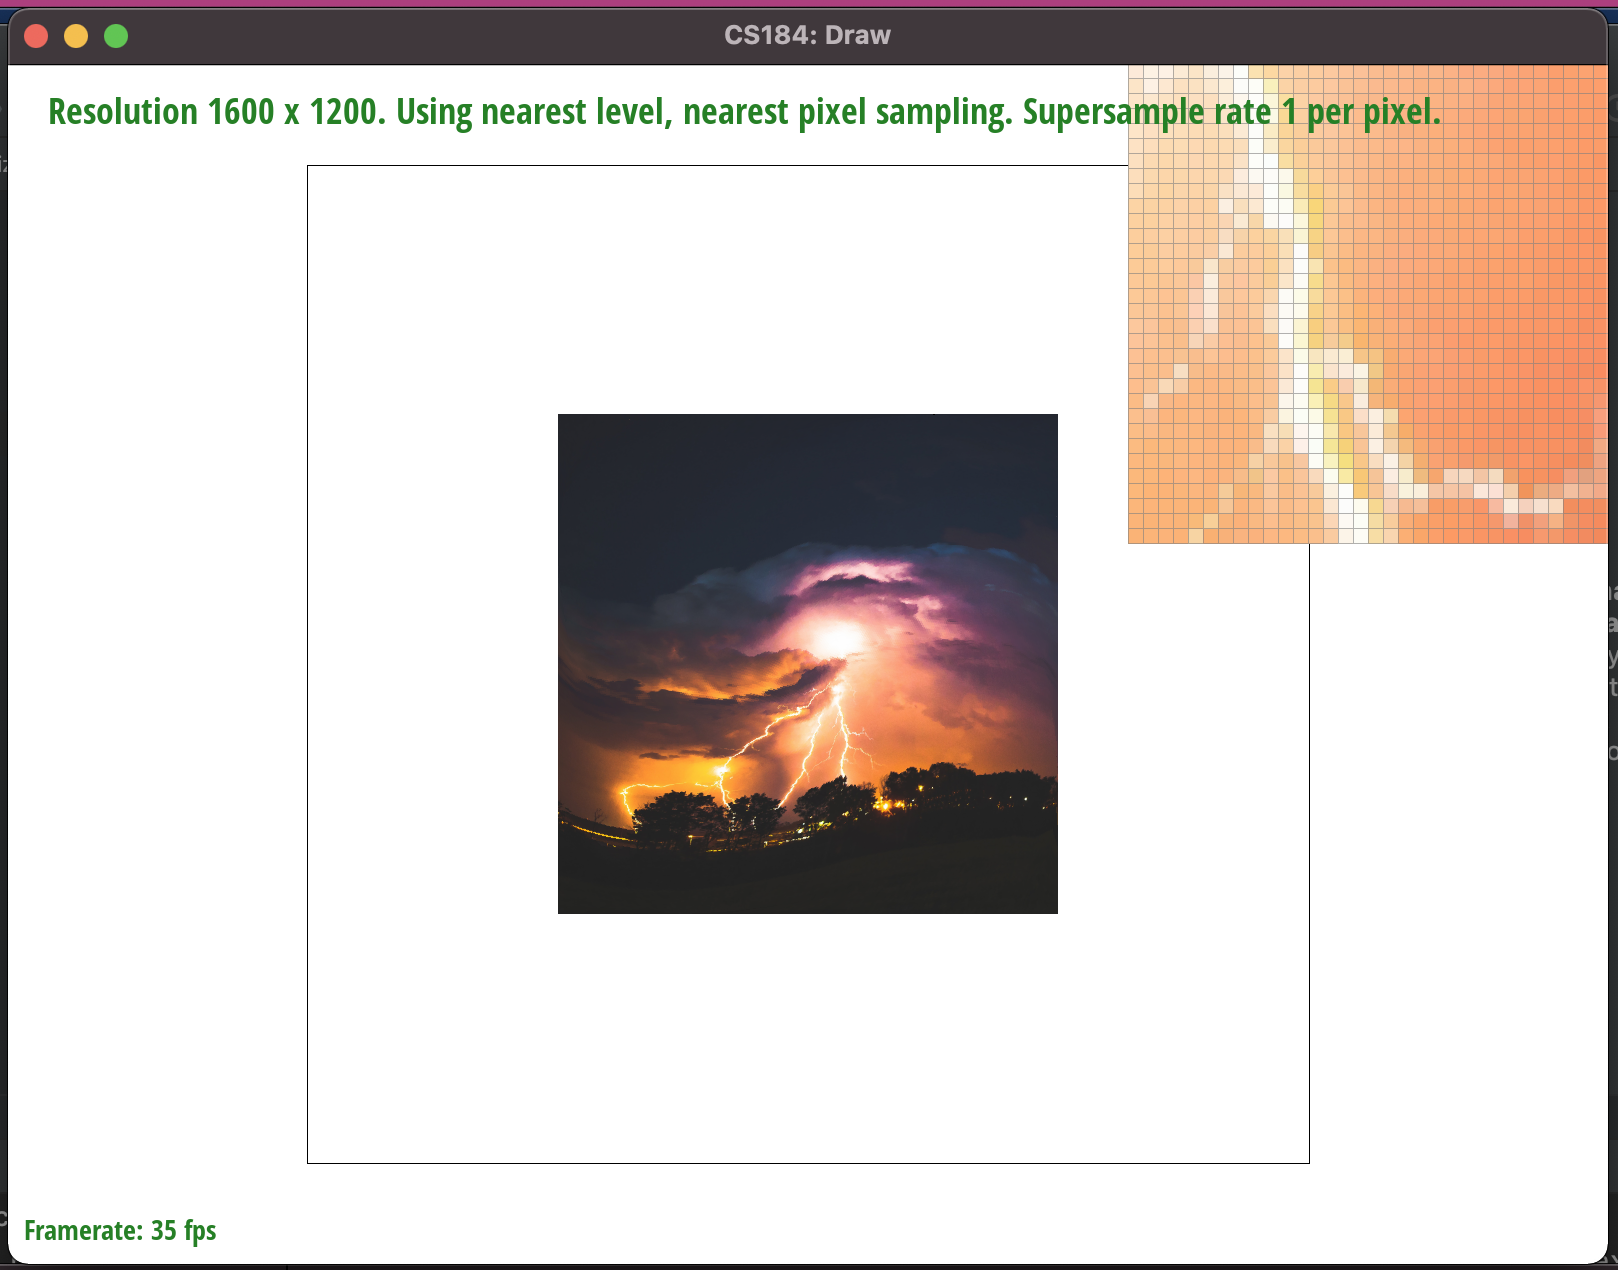 CS184: Draw
Resolution 1600 x 1200. Using nearest level, nearest pixel sampling. Supersample rate 1 per pixel.
Framerate: 35 fps